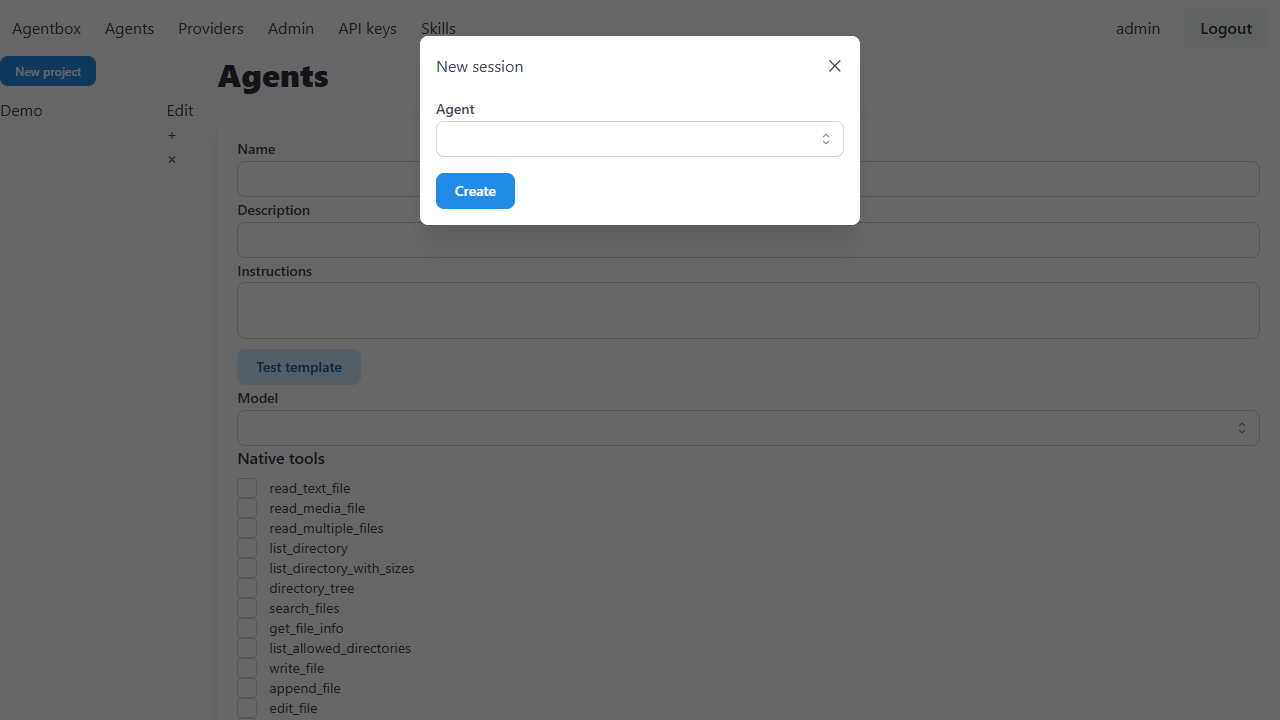 Agentbox Agents Providers Admin API keys Skills admin Logout
New project
Demo Edit
+
×
Agents
New session
Agent
Create
Name
Description
Instructions
Test template
Model
Native tools
read_text_file
read_media_file
read_multiple_files
list_directory
list_directory_with_sizes
directory_tree
search_files
get_file_info
list_allowed_directories
write_file
append_file
edit_file